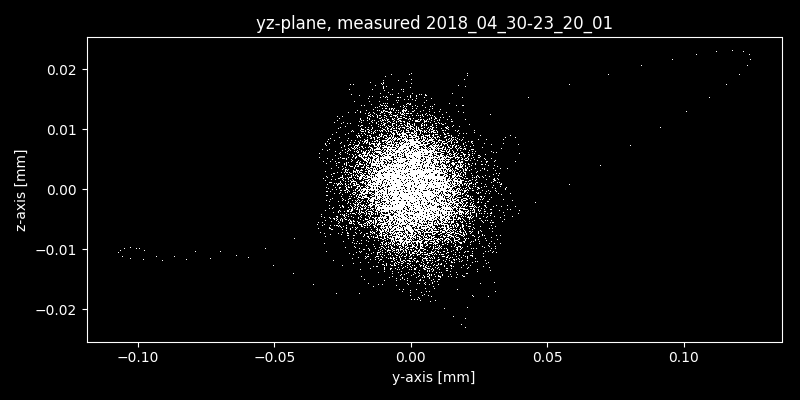 yz-plane, measured 2018_04_30-23_20_01
z-axis [mm]
0.02
0.01
0.00
−0.01
−0.02
−0.10 −0.05 0.00 0.05 0.10
y-axis [mm]